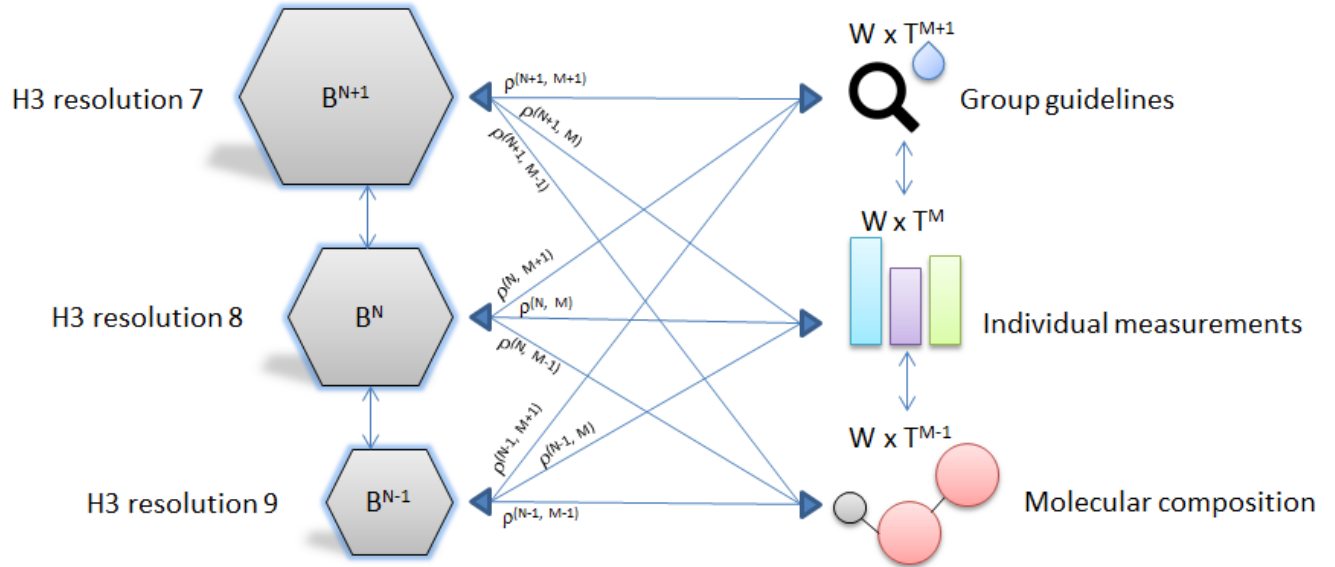 W x T^M+1
B^N+1
ρ^(N+1, M+1)
H3 resolution 7
Group guidelines
ρ^(N+1, M)
ρ^(N+1, M-1)
W x T^M
ρ^(N, M+1)
ρ^(N, M)
H3 resolution 8
B^N
Individual measurements
ρ^(N, M-1)
ρ^(N-1, M+1)
ρ^(N-1, M)
W x T^M-1
H3 resolution 9
B^N-1
Molecular composition
ρ^(N-1, M-1)